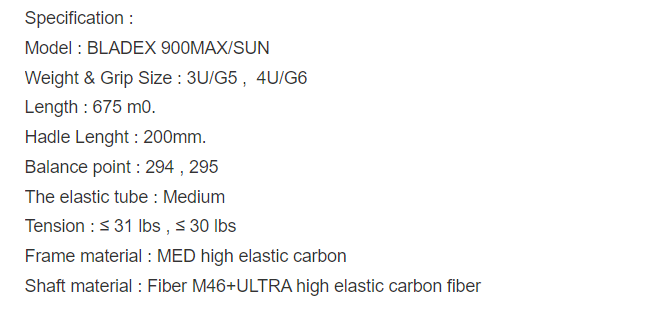 Specification :
Model : BLADEX 900MAX/SUN
Weight & Grip Size : 3U/G5 ,  4U/G6
Length : 675 m0.
Hadle Lenght : 200mm.
Balance point : 294 , 295
The elastic tube : Medium
Tension : ≤ 31 lbs , ≤ 30 lbs
Frame material : MED high elastic carbon
Shaft material : Fiber M46+ULTRA high elastic carbon fiber